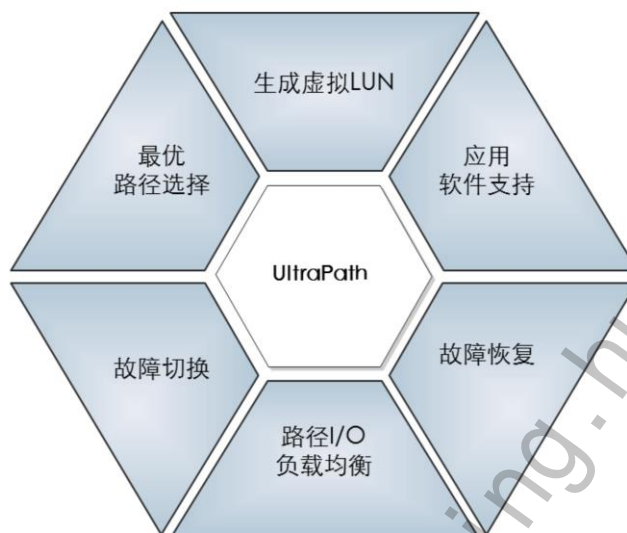 生成虚拟LUN
最优
路径选择
应用
软件支持
UltraPath
故障切换
故障恢复
路径I/O
负载均衡
ing.h